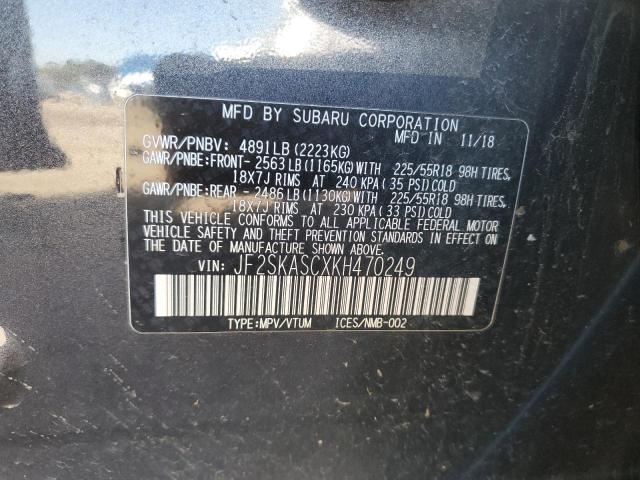 MFD BY SUBARU CORPORATION
MFD IN 11/18
GVWR/PNBV: 4891LB (2223KG)
GAWR/PNBE:FRONT- 2563LB (1165KG)WITH 225/55R18 98H TIRES,
18X7J RIMS AT 240 KPA (35 PSI)COLD
GAWR/PNBE:REAR - 2486LB (1130KG)WITH 225/55R18 98H TIRES,
18X7J RIMS AT 230 KPA (33 PSI)COLD
THIS VEHICLE CONFORMS TO ALL APPLICABLE FEDERAL MOTOR
VEHICLE SAFETY AND THEFT PREVENTION STANDARDS IN EFFECT ON
THE DATE OF MANUFACTURE SHOWN ABOVE.
VIN: JF2SKASCXKH470249
TYPE:MPV/VTUM ICES/NMB-002